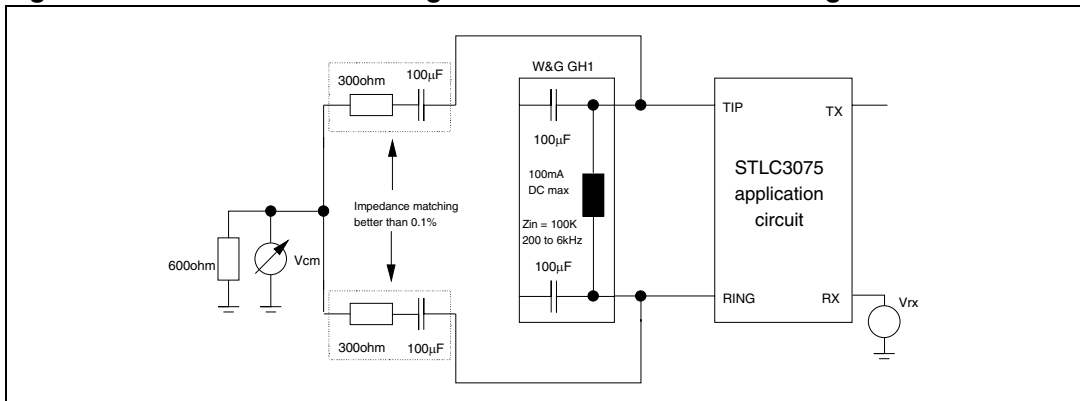 300ohm
100μF
W&G GH1
100μF
100mA
DC max
Zin = 100K
200 to 6kHz
100μF
TIP
TX
STLC3075
application
circuit
RING
RX
Vrx
Impedance matching
better than 0.1%
600ohm
Vcm
300ohm
100μF